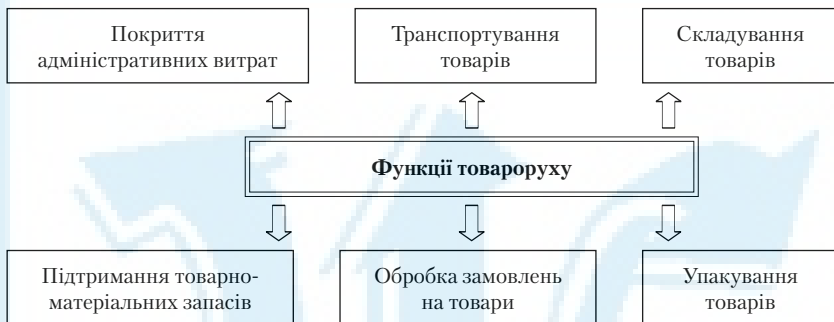 Покриття
адміністративних витрат
Транспортування
товарів
Складування
товарів
Функції товароруху
Підтримання товарно-
матеріальних запасів
Обробка замовлень
на товари
Упакування
товарів